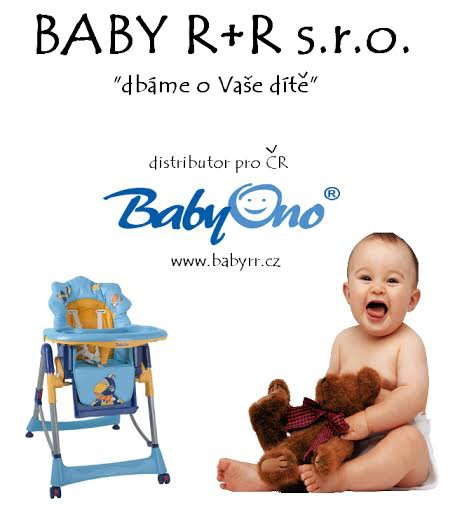 BABY R+R s.r.o.
"dbáme o Vaše dítě"
distributor pro ČR
BabyOno®
www.babyrr.cz